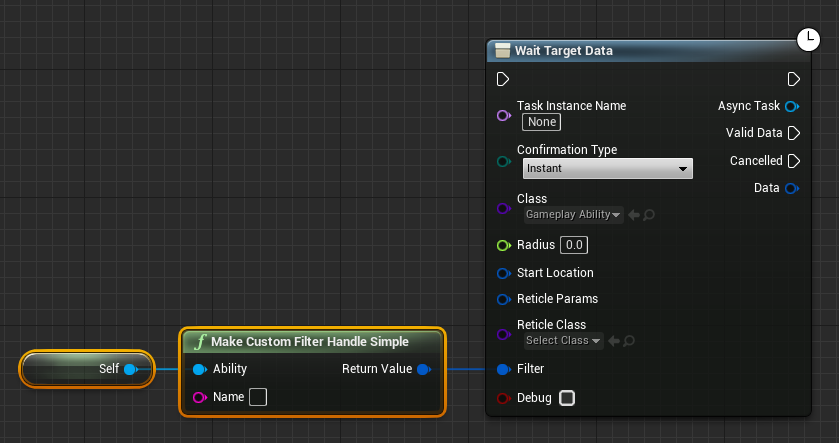 Wait Target Data
Task Instance Name
None
Async Task
Valid Data
Confirmation Type
Instant
Cancelled
Data
Class
Gameplay Ability
Radius 0.0
Start Location
Reticle Params
Reticle Class
Select Class
Filter
Debug
f Make Custom Filter Handle Simple
Self
Ability
Return Value
Name